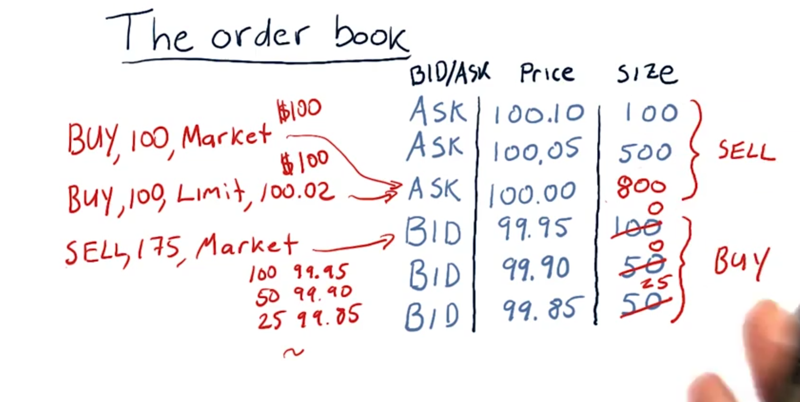 The order book
BID/ASK Price SIZE
ASK 100.10 100
ASK 100.05 500
ASK 100.00 800
BID 99.95 100 0
BID 99.90 50 0
BID 99.85 50 25
SELL
BUY
$100
BUY, 100, Market
$100
BUY, 100, Limit, 100.02
SELL, 175, Market
100 99.95
50 99.90
25 99.85
~